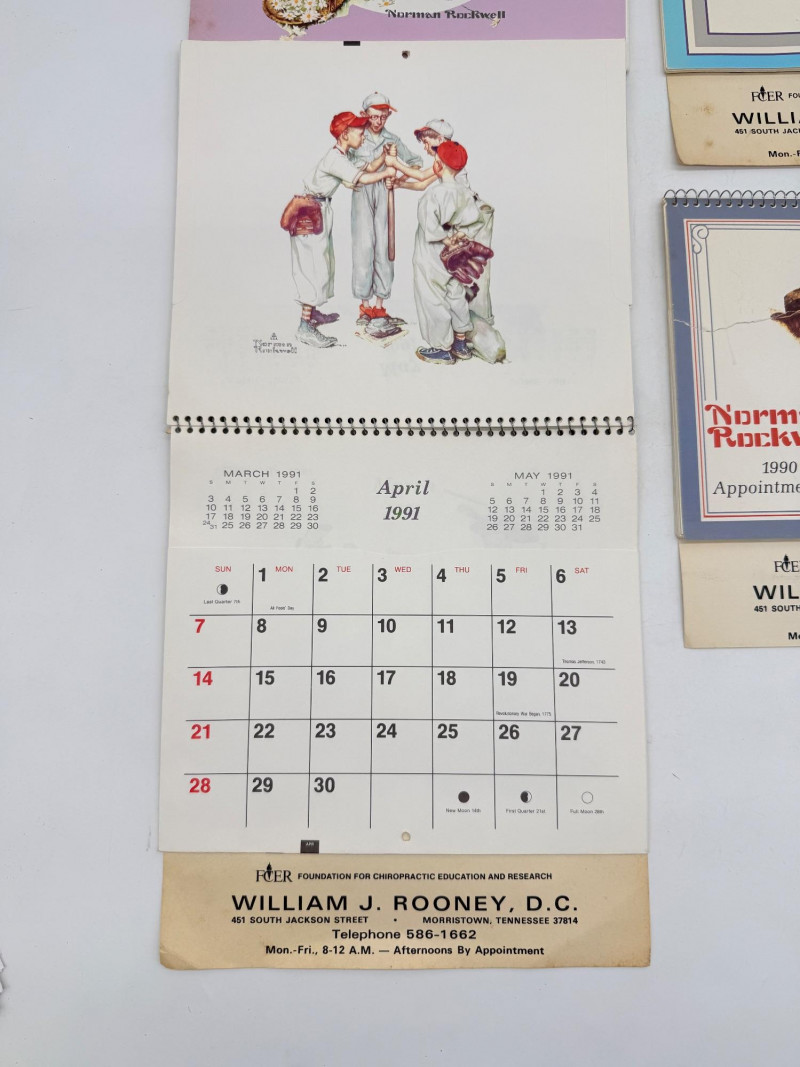 Norman Rockwell
Norman
Rockwell
MARCH 1991
S M T W T F S
1 2
3 4 5 6 7 8 9
10 11 12 13 14 15 16
17 18 19 20 21 22 23
24/31 25 26 27 28 29 30
April
1991
MAY 1991
S M T W T F S
1 2 3 4
5 6 7 8 9 10 11
12 13 14 15 16 17 18
19 20 21 22 23 24 25
26 27 28 29 30 31
SUN MON TUE WED THU FRI SAT
Last Quarter 7th
1 2 3 4 5 6
All Fools' Day
7 8 9 10 11 12 13
Thomas Jefferson, 1743
14 15 16 17 18 19 20
Revolutionary War Began, 1775
21 22 23 24 25 26 27
28 29 30
New Moon 14th First Quarter 21st Full Moon 28th
APR
FCER FOUNDATION FOR CHIROPRACTIC EDUCATION AND RESEARCH
WILLIAM J. ROONEY, D.C.
451 SOUTH JACKSON STREET • MORRISTOWN, TENNESSEE 37814
Telephone 586-1662
Mon.-Fri., 8-12 A.M. — Afternoons By Appointment
FCER FOU
WILLIA
451 SOUTH JAC
Mon.-F
Norm
Rockw
1990
Appointme
FCE
WIL
451 SOUTH
Mo